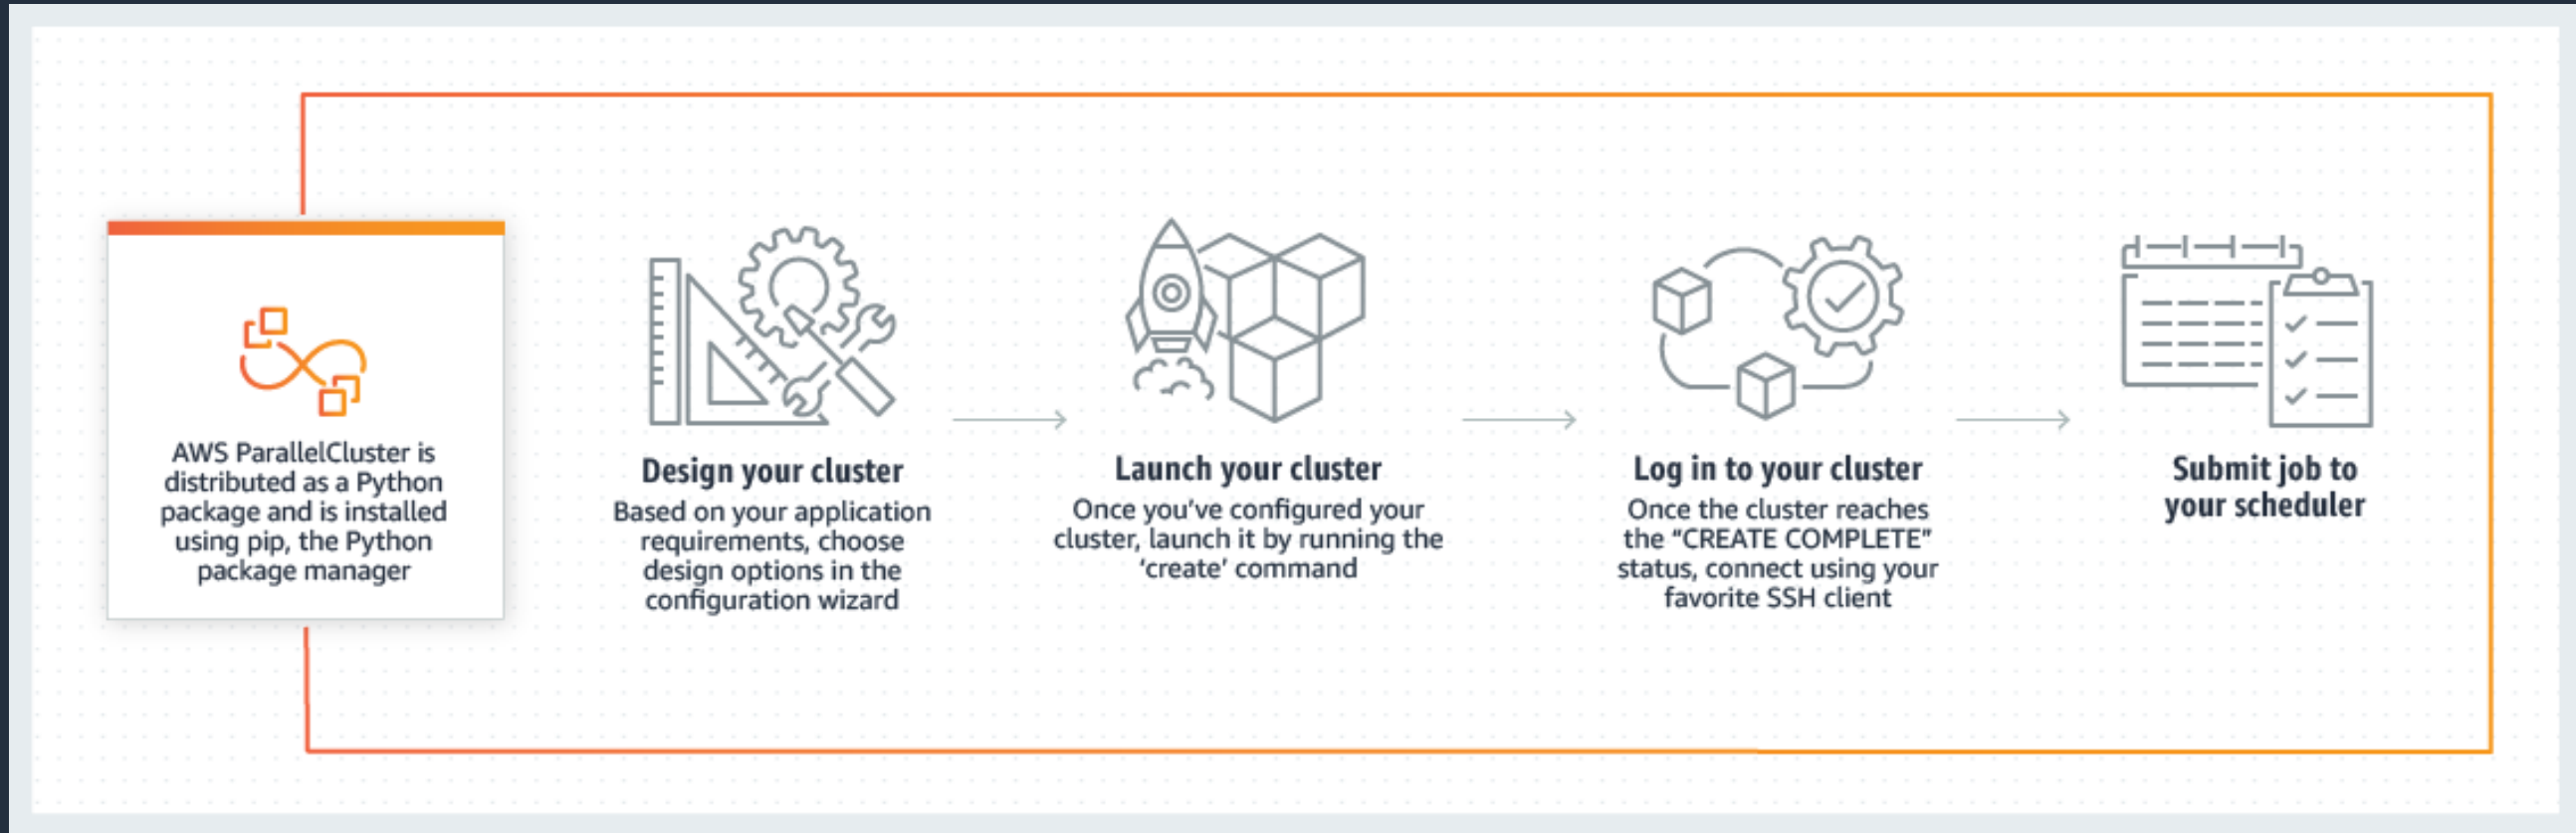 AWS ParallelCluster is
distributed as a Python
package and is installed
using pip, the Python
package manager
Design your cluster
Based on your application
requirements, choose
design options in the
configuration wizard
Launch your cluster
Once you’ve configured your
cluster, launch it by running the
‘create’ command
Log in to your cluster
Once the cluster reaches
the “CREATE COMPLETE”
status, connect using your
favorite SSH client
Submit job to
your scheduler